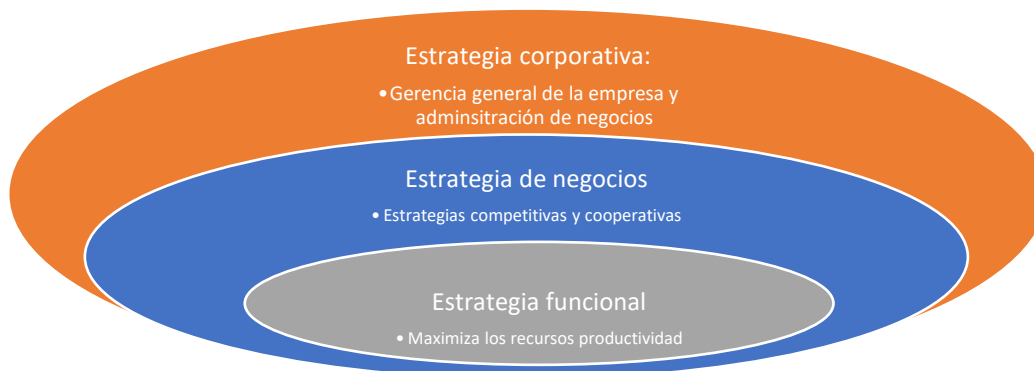 Estrategia corporativa:
• Gerencia general de la empresa y
adminsitración de negocios
Estrategia de negocios
• Estrategias competitivas y cooperativas
Estrategia funcional
• Maximiza los recursos productividad